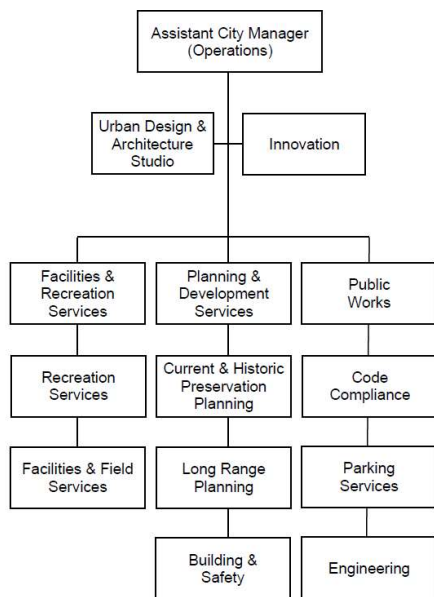 Assistant City Manager
(Operations)
Urban Design &
Architecture
Studio
Innovation
Facilities &
Recreation
Services
Planning &
Development
Services
Public
Works
Recreation
Services
Current & Historic
Preservation
Planning
Code
Compliance
Facilities & Field
Services
Long Range
Planning
Parking
Services
Building &
Safety
Engineering